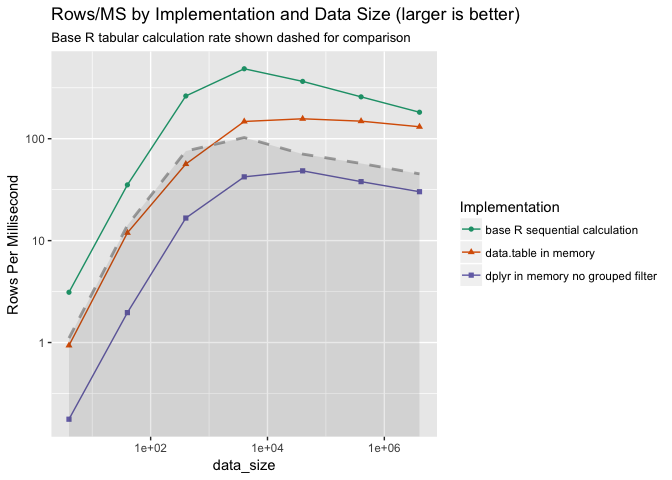 Rows/MS by Implementation and Data Size (larger is better)
Base R tabular calculation rate shown dashed for comparison
Rows Per Millisecond
100
10
1
1e+02
1e+04
1e+06
data_size
Implementation
base R sequential calculation
data.table in memory
dplyr in memory no grouped filter